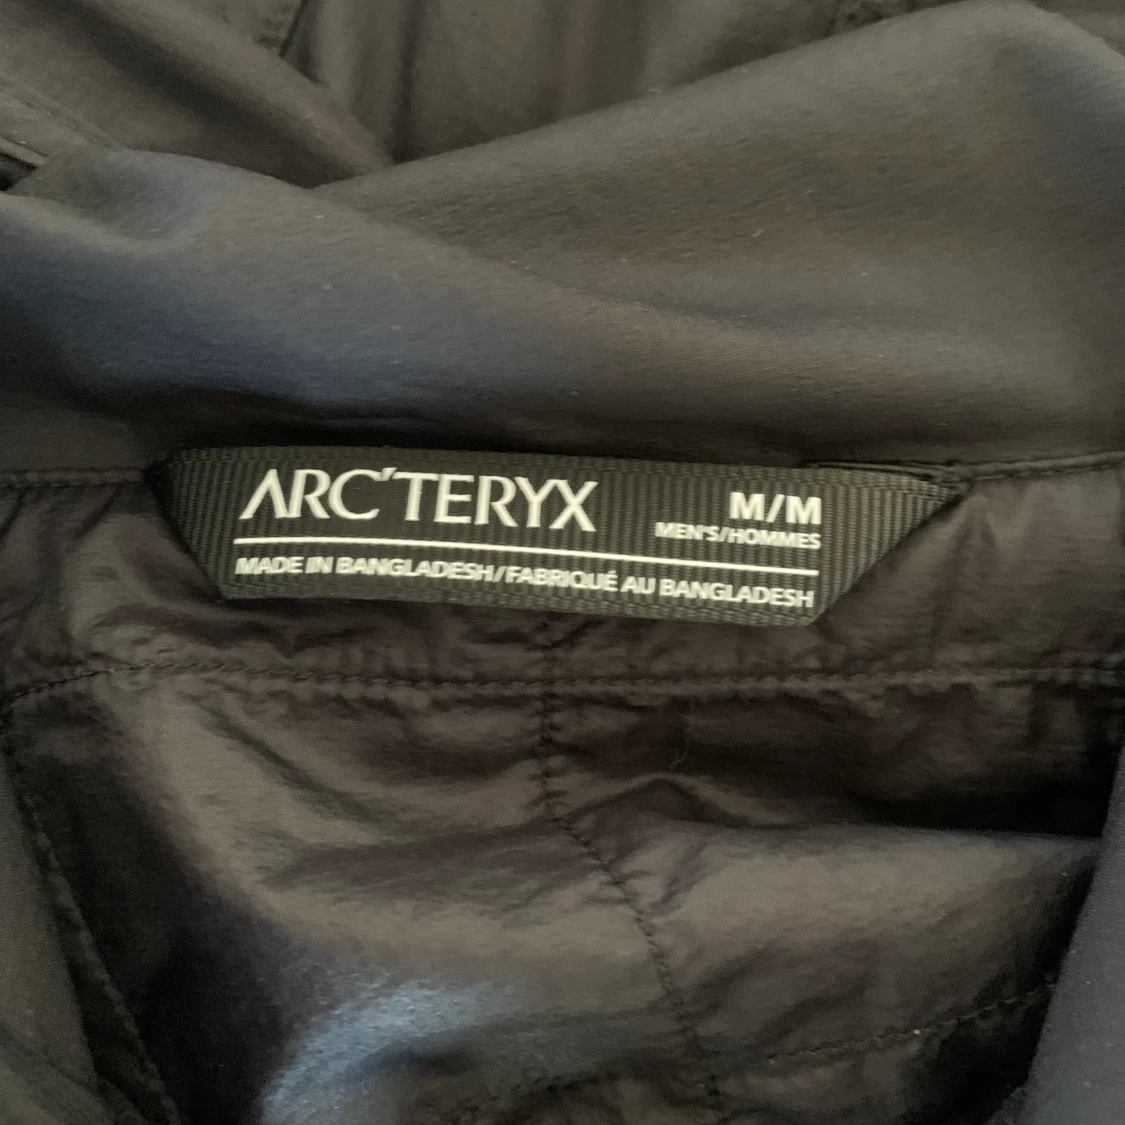 ARC'TERYX
M/M
MEN'S/HOMMES
MADE IN BANGLADESH/FABRIQUÉ AU BANGLADESH